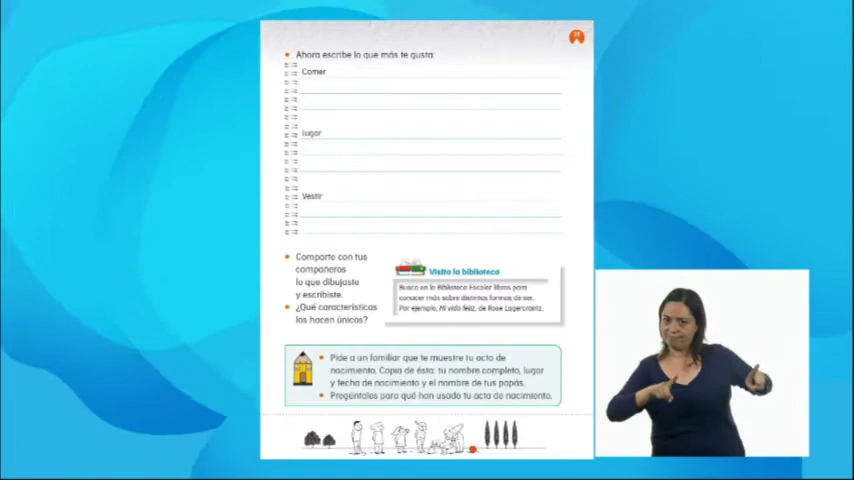 Ahora escribe lo que más te gusta:
Comer
Jugar
Vestir
Comparte con tus
compañeros
lo que dibujaste
y escribiste.
¿Qué características
los hacen únicos?
Visita la biblioteca
Busca en la Biblioteca Escolar libros para
conocer más sobre distintas formas de ser.
Por ejemplo, Mi vida feliz, de Rose Lagercrantz.
Pide a un familiar que te muestre tu acta de
nacimiento. Copia de ésta: tu nombre completo, lugar
y fecha de nacimiento y el nombre de tus papás.
Pregúntales para qué han usado tu acta de nacimiento.